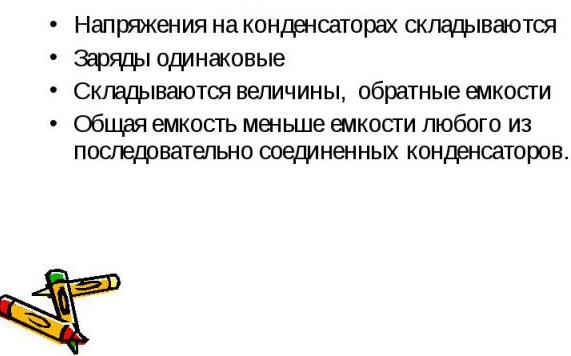 • Напряжения на конденсаторах складываются
• Заряды одинаковые
• Складываются величины, обратные емкости
• Общая емкость меньше емкости любого из
последовательно соединенных конденсаторов.